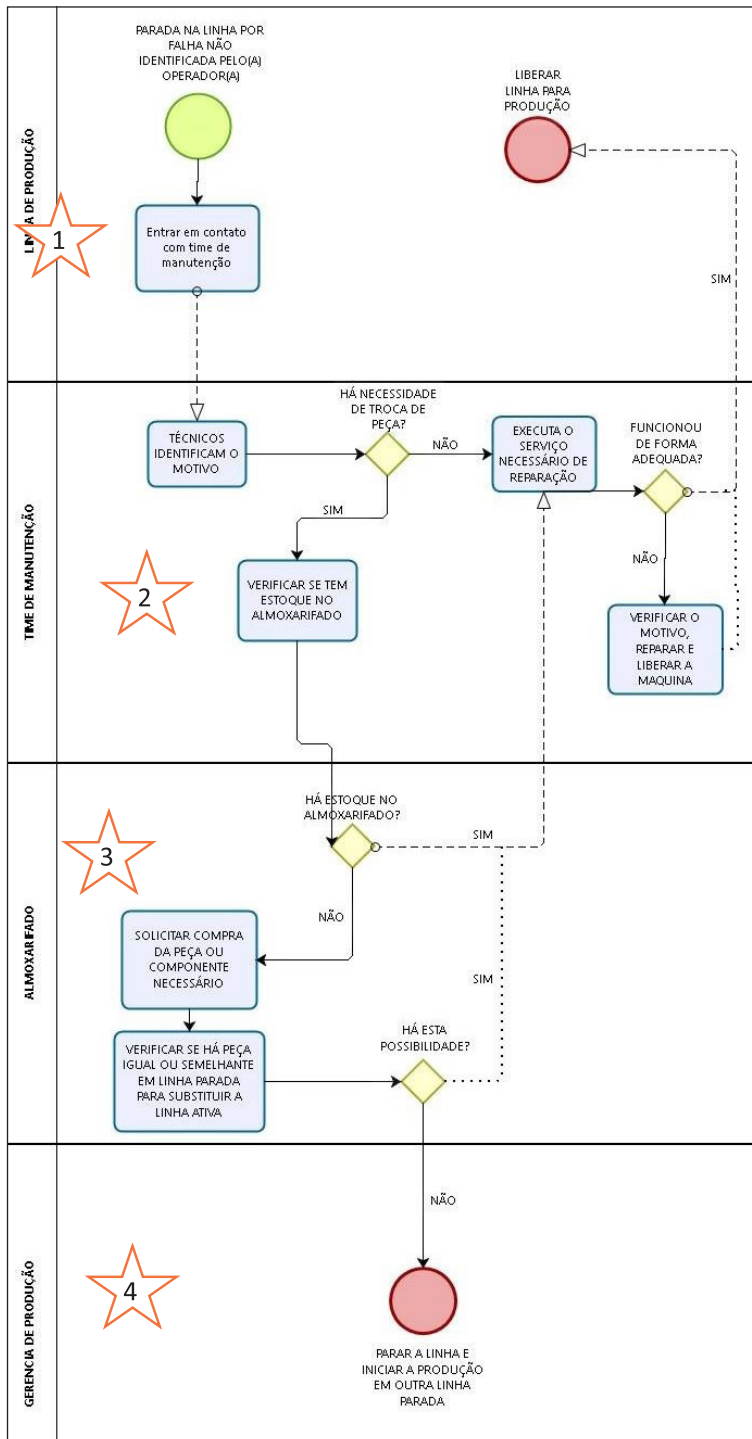 LINHA DE PRODUÇÃO
PARADA NA LINHA POR
FALHA NÃO
IDENTIFICADA PELO(A)
OPERADOR(A)
LIBERAR
LINHA PARA
PRODUÇÃO
1
Entrar em contato
com time de
manutenção
SIM
TIME DE MANUTENÇÃO
HÁ NECESSIDADE
DE TROCA DE
PEÇA?
TÉCNICOS
IDENTIFICAM O
MOTIVO
NÃO
EXECUTA O
SERVIÇO
NECESSÁRIO DE
REPARAÇÃO
FUNCIONOU
DE FORMA
ADEQUADA?
SIM
NÃO
2
VERIFICAR SE TEM
ESTOQUE NO
ALMOXARIFADO
VERIFICAR O
MOTIVO,
REPARAR E
LIBERAR A
MAQUINA
ALMOXARIFADO
HÁ ESTOQUE NO
ALMOXARIFADO?
3
SIM
NÃO
SOLICITAR COMPRA
DA PEÇA OU
COMPONENTE
NECESSÁRIO
SIM
VERIFICAR SE HÁ PEÇA
IGUAL OU SEMELHANTE
EM LINHA PARADA
PARA SUBSTITUIR A
LINHA ATIVA
HÁ ESTA
POSSIBILIDADE?
GERENCIA DE PRODUÇÃO
NÃO
4
PARAR A LINHA E
INICIAR A PRODUÇÃO
EM OUTRA LINHA
PARADA